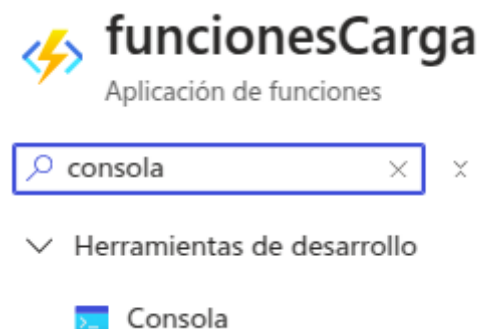 funcionesCarga
Aplicación de funciones
consola
Herramientas de desarrollo
Consola